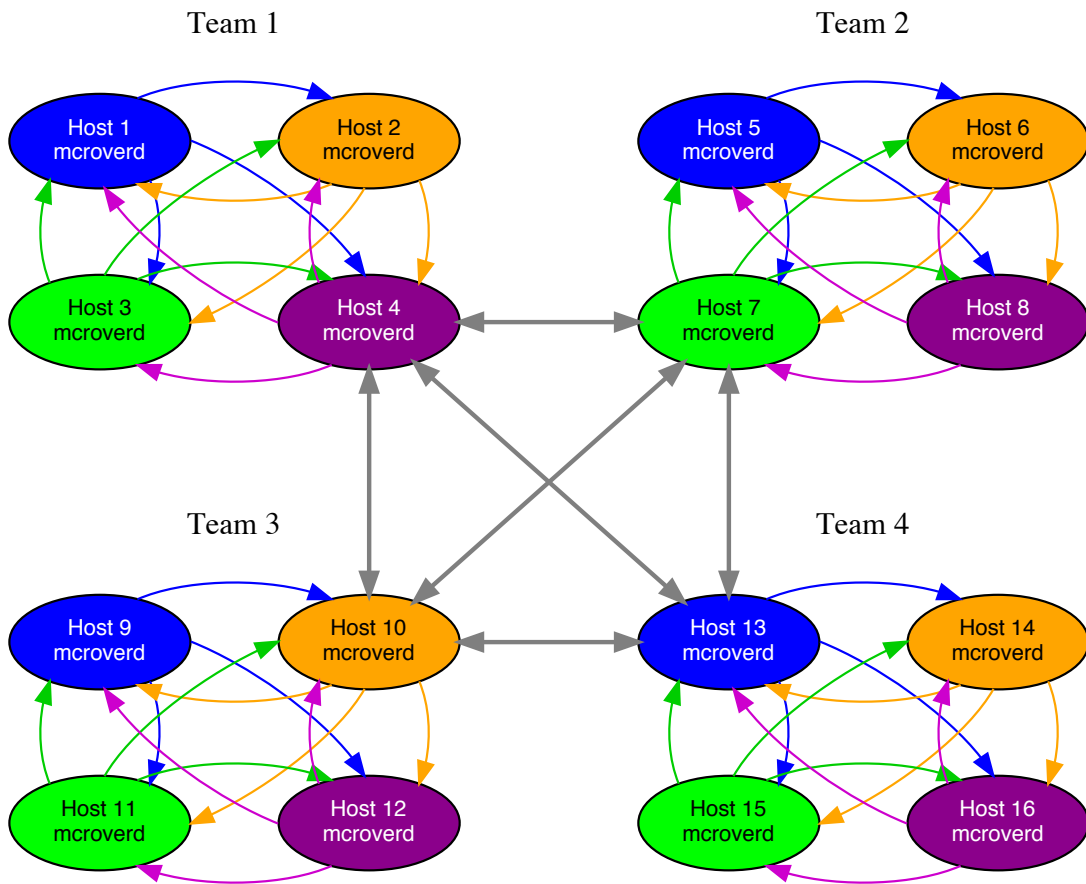 Team 1
Team 2
Host 1
mcroverd
Host 2
mcroverd
Host 5
mcroverd
Host 6
mcroverd
Host 3
mcroverd
Host 4
mcroverd
Host 7
mcroverd
Host 8
mcroverd
Team 3
Team 4
Host 9
mcroverd
Host 10
mcroverd
Host 13
mcroverd
Host 14
mcroverd
Host 11
mcroverd
Host 12
mcroverd
Host 15
mcroverd
Host 16
mcroverd